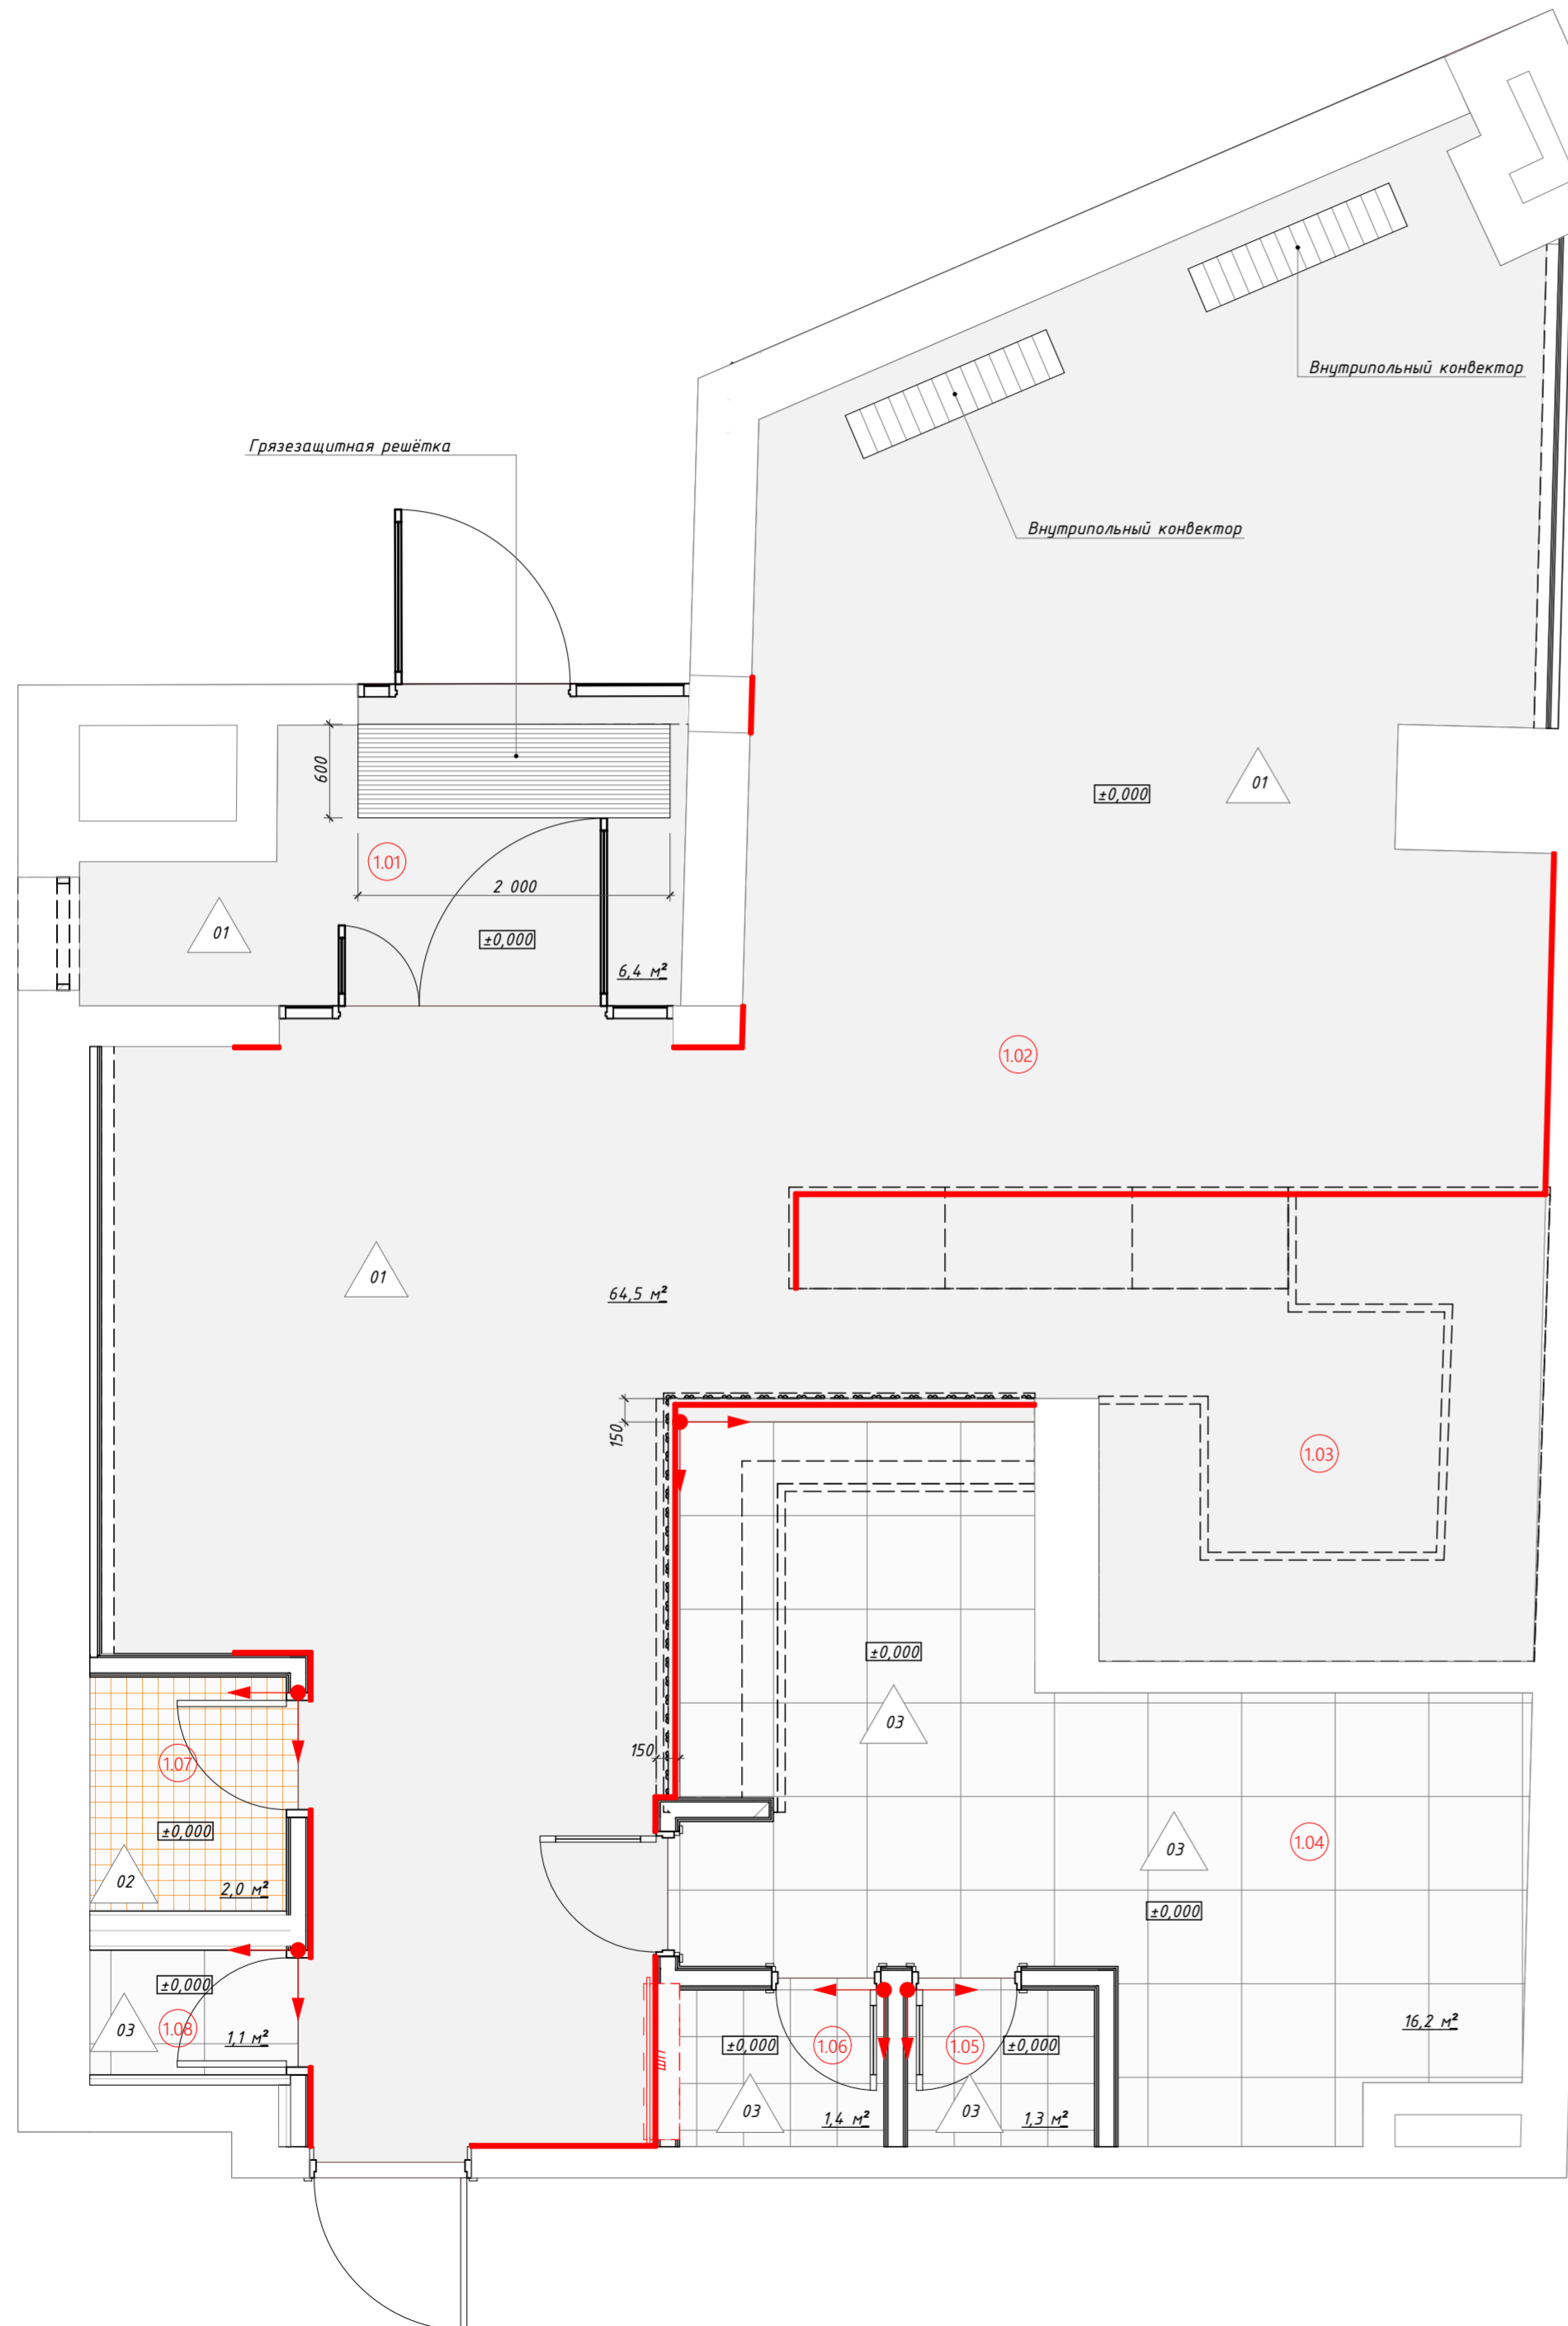 Внутрипольный конвектор
Грязезащитная решётка
Внутрипольный конвектор
600
±0,000
01
1.01
2 000
01
±0,000
6,4 м²
1.02
01
64,5 м²
150
1.03
±0,000
03
150
1.07
±0,000
02
2,0 м²
03
1.04
±0,000
±0,000
03
1.08
1,1 м²
±0,000
1.06
1.05
±0,000
16,2 м²
03
1,4 м²
03
1,3 м²